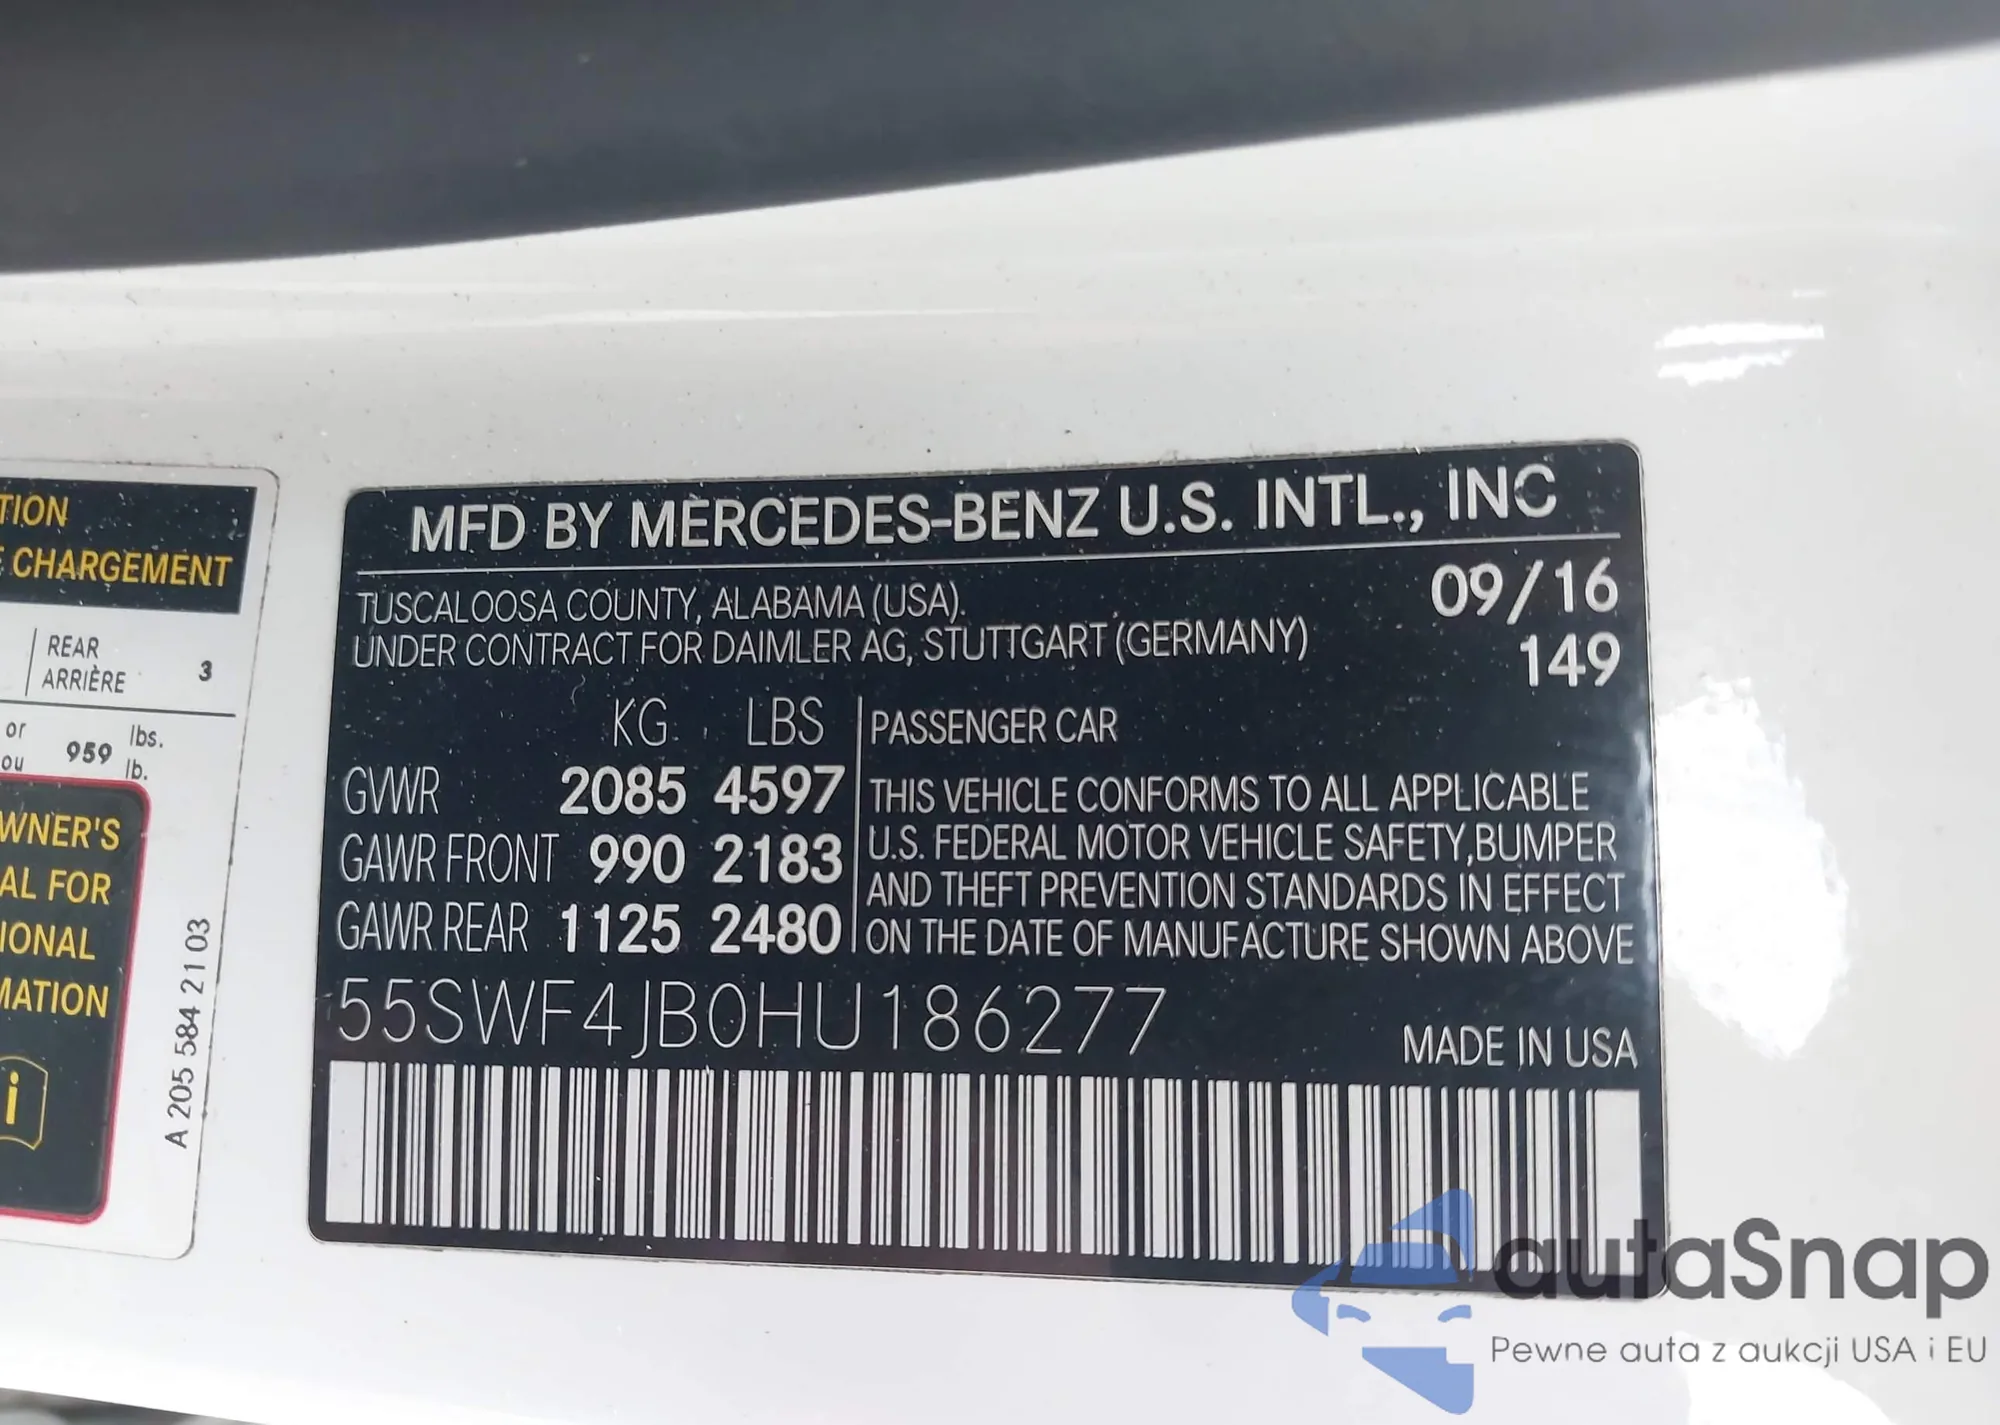 TION
CHARGEMENT
REAR
ARRIÈRE 3
or 959 lbs.
ou lb.
WNER'S
AL FOR
IONAL
MATION
i
A 205 584 21 03
MFD BY MERCEDES-BENZ U.S. INTL., INC
TUSCALOOSA COUNTY, ALABAMA (USA). 09/16
UNDER CONTRACT FOR DAIMLER AG, STUTTGART (GERMANY) 149
KG LBS
GVWR 2085 4597
GAWR FRONT 990 2183
GAWR REAR 1125 2480
PASSENGER CAR
THIS VEHICLE CONFORMS TO ALL APPLICABLE
U.S. FEDERAL MOTOR VEHICLE SAFETY,BUMPER
AND THEFT PREVENTION STANDARDS IN EFFECT
ON THE DATE OF MANUFACTURE SHOWN ABOVE
55SWF4JB0HU186277
MADE IN USA
autaSnap
Pewne auta z aukcji USA i EU